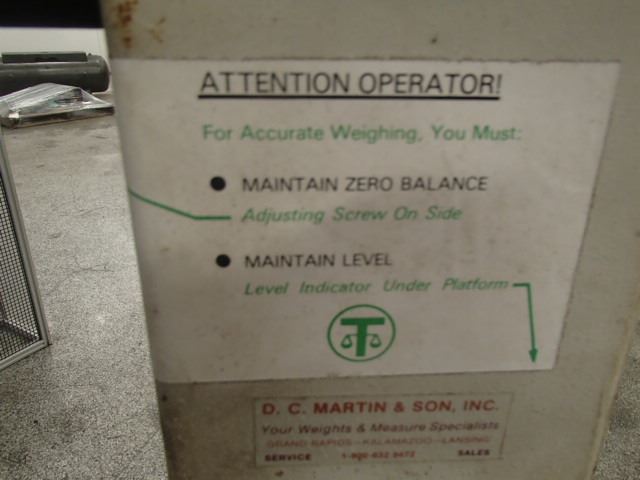 ATTENTION OPERATOR!
For Accurate Weighing, You Must:
● MAINTAIN ZERO BALANCE
Adjusting Screw On Side
● MAINTAIN LEVEL
Level Indicator Under Platform
T
D. C. MARTIN & SON, INC.
Your Weights & Measure Specialists
GRAND RAPIDS—KALAMAZOO—LANSING
SERVICE SALES